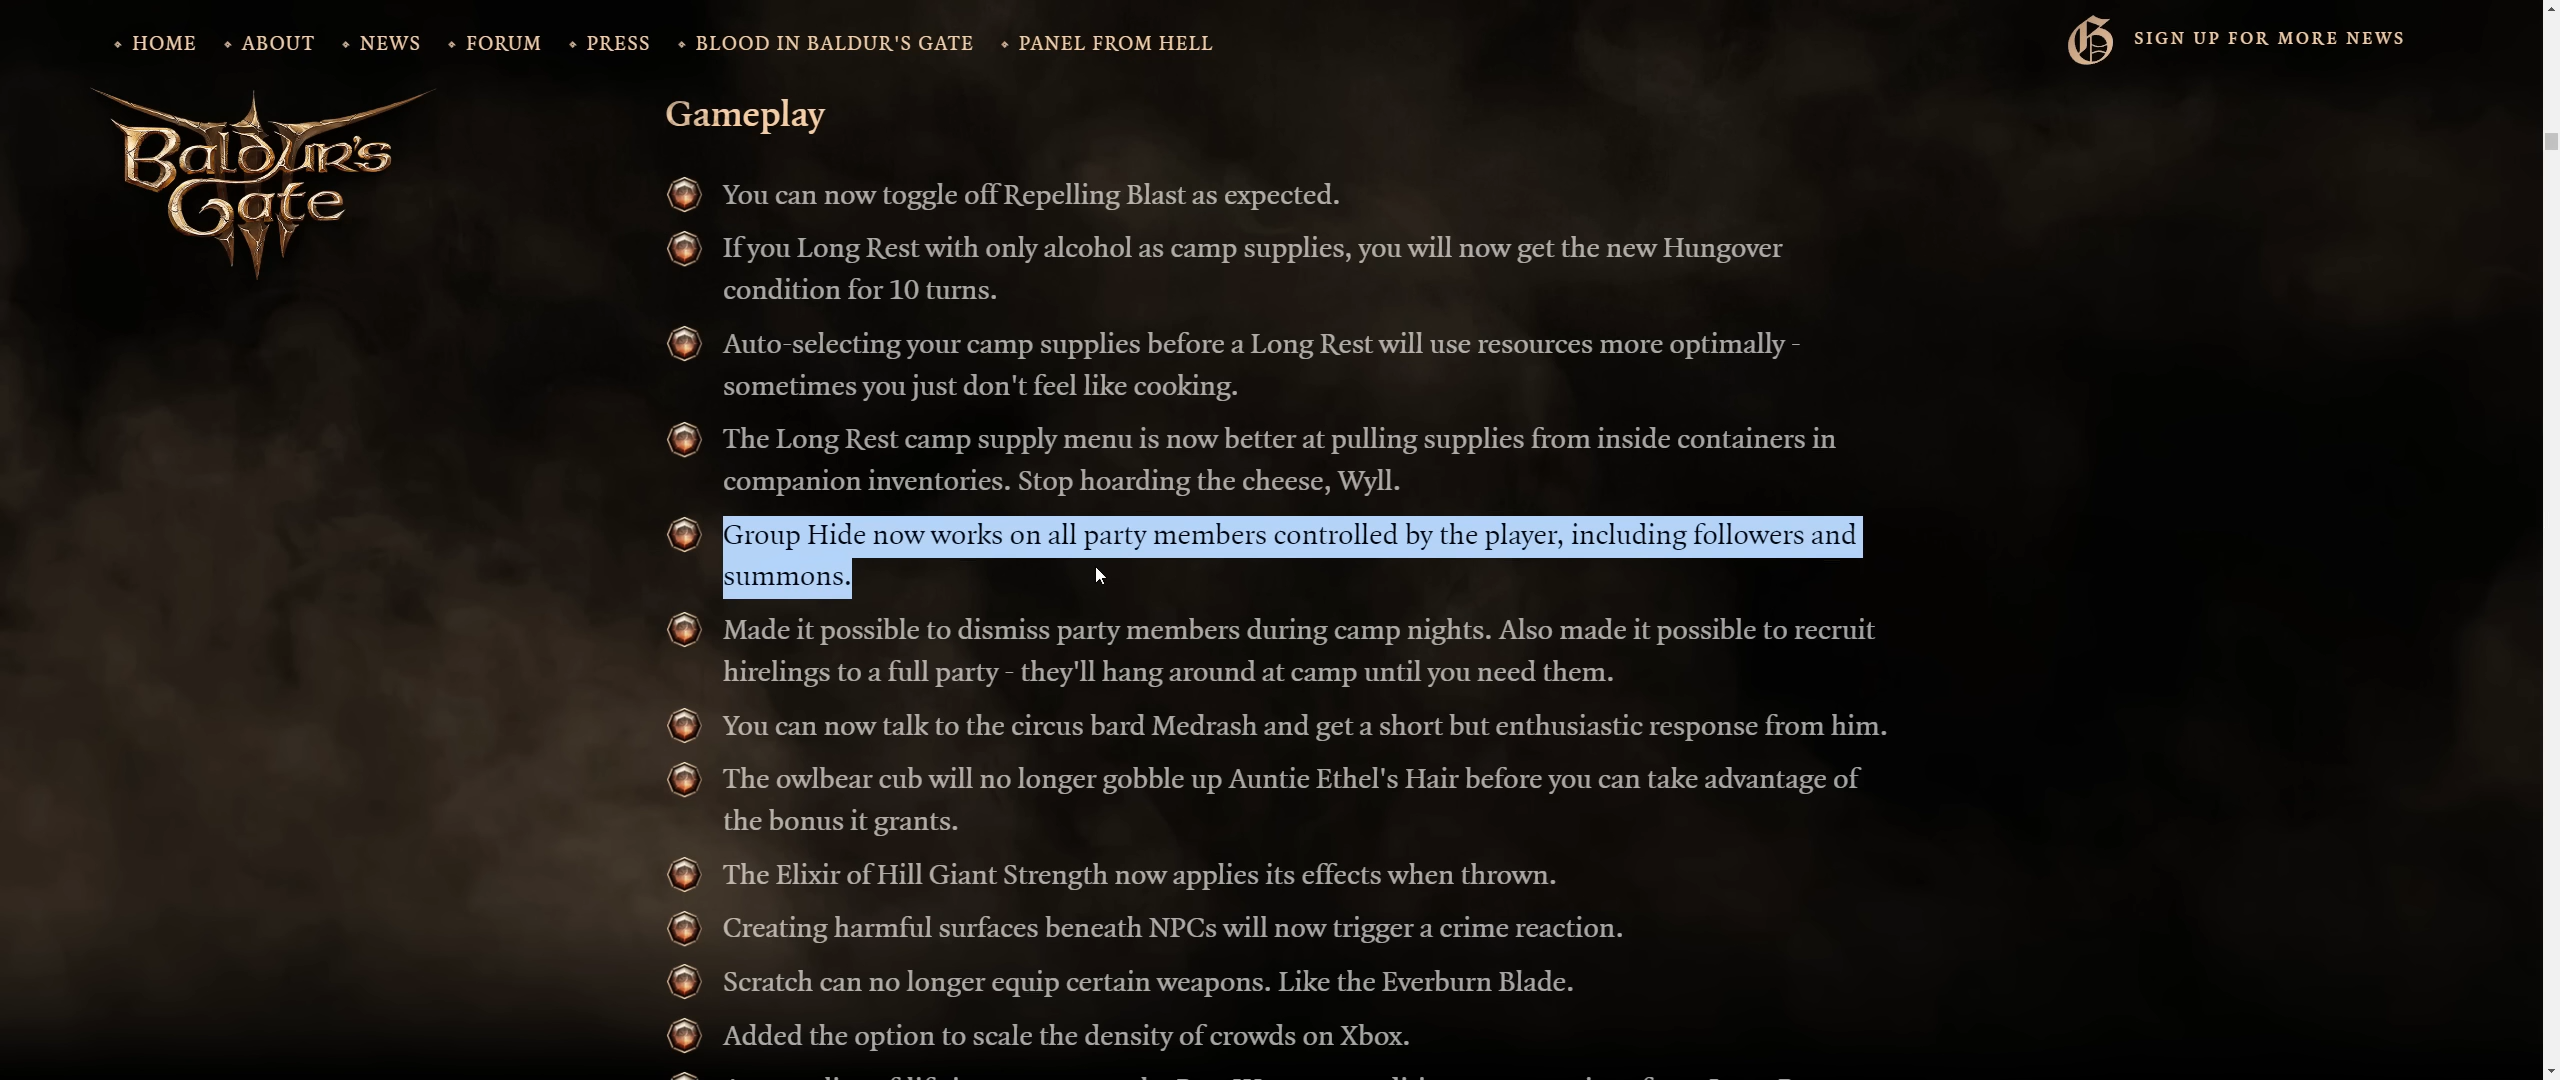 HOME ABOUT NEWS FORUM PRESS BLOOD IN BALDUR'S GATE PANEL FROM HELL
SIGN UP FOR MORE NEWS
Baldur's
Gate
Gameplay
You can now toggle off Repelling Blast as expected.
If you Long Rest with only alcohol as camp supplies, you will now get the new Hungover
condition for 10 turns.
Auto-selecting your camp supplies before a Long Rest will use resources more optimally -
sometimes you just don't feel like cooking.
The Long Rest camp supply menu is now better at pulling supplies from inside containers in
companion inventories. Stop hoarding the cheese, Wyll.
Group Hide now works on all party members controlled by the player, including followers and
summons.
Made it possible to dismiss party members during camp nights. Also made it possible to recruit
hirelings to a full party - they'll hang around at camp until you need them.
You can now talk to the circus bard Medrash and get a short but enthusiastic response from him.
The owlbear cub will no longer gobble up Auntie Ethel's Hair before you can take advantage of
the bonus it grants.
The Elixir of Hill Giant Strength now applies its effects when thrown.
Creating harmful surfaces beneath NPCs will now trigger a crime reaction.
Scratch can no longer equip certain weapons. Like the Everburn Blade.
Added the option to scale the density of crowds on Xbox.